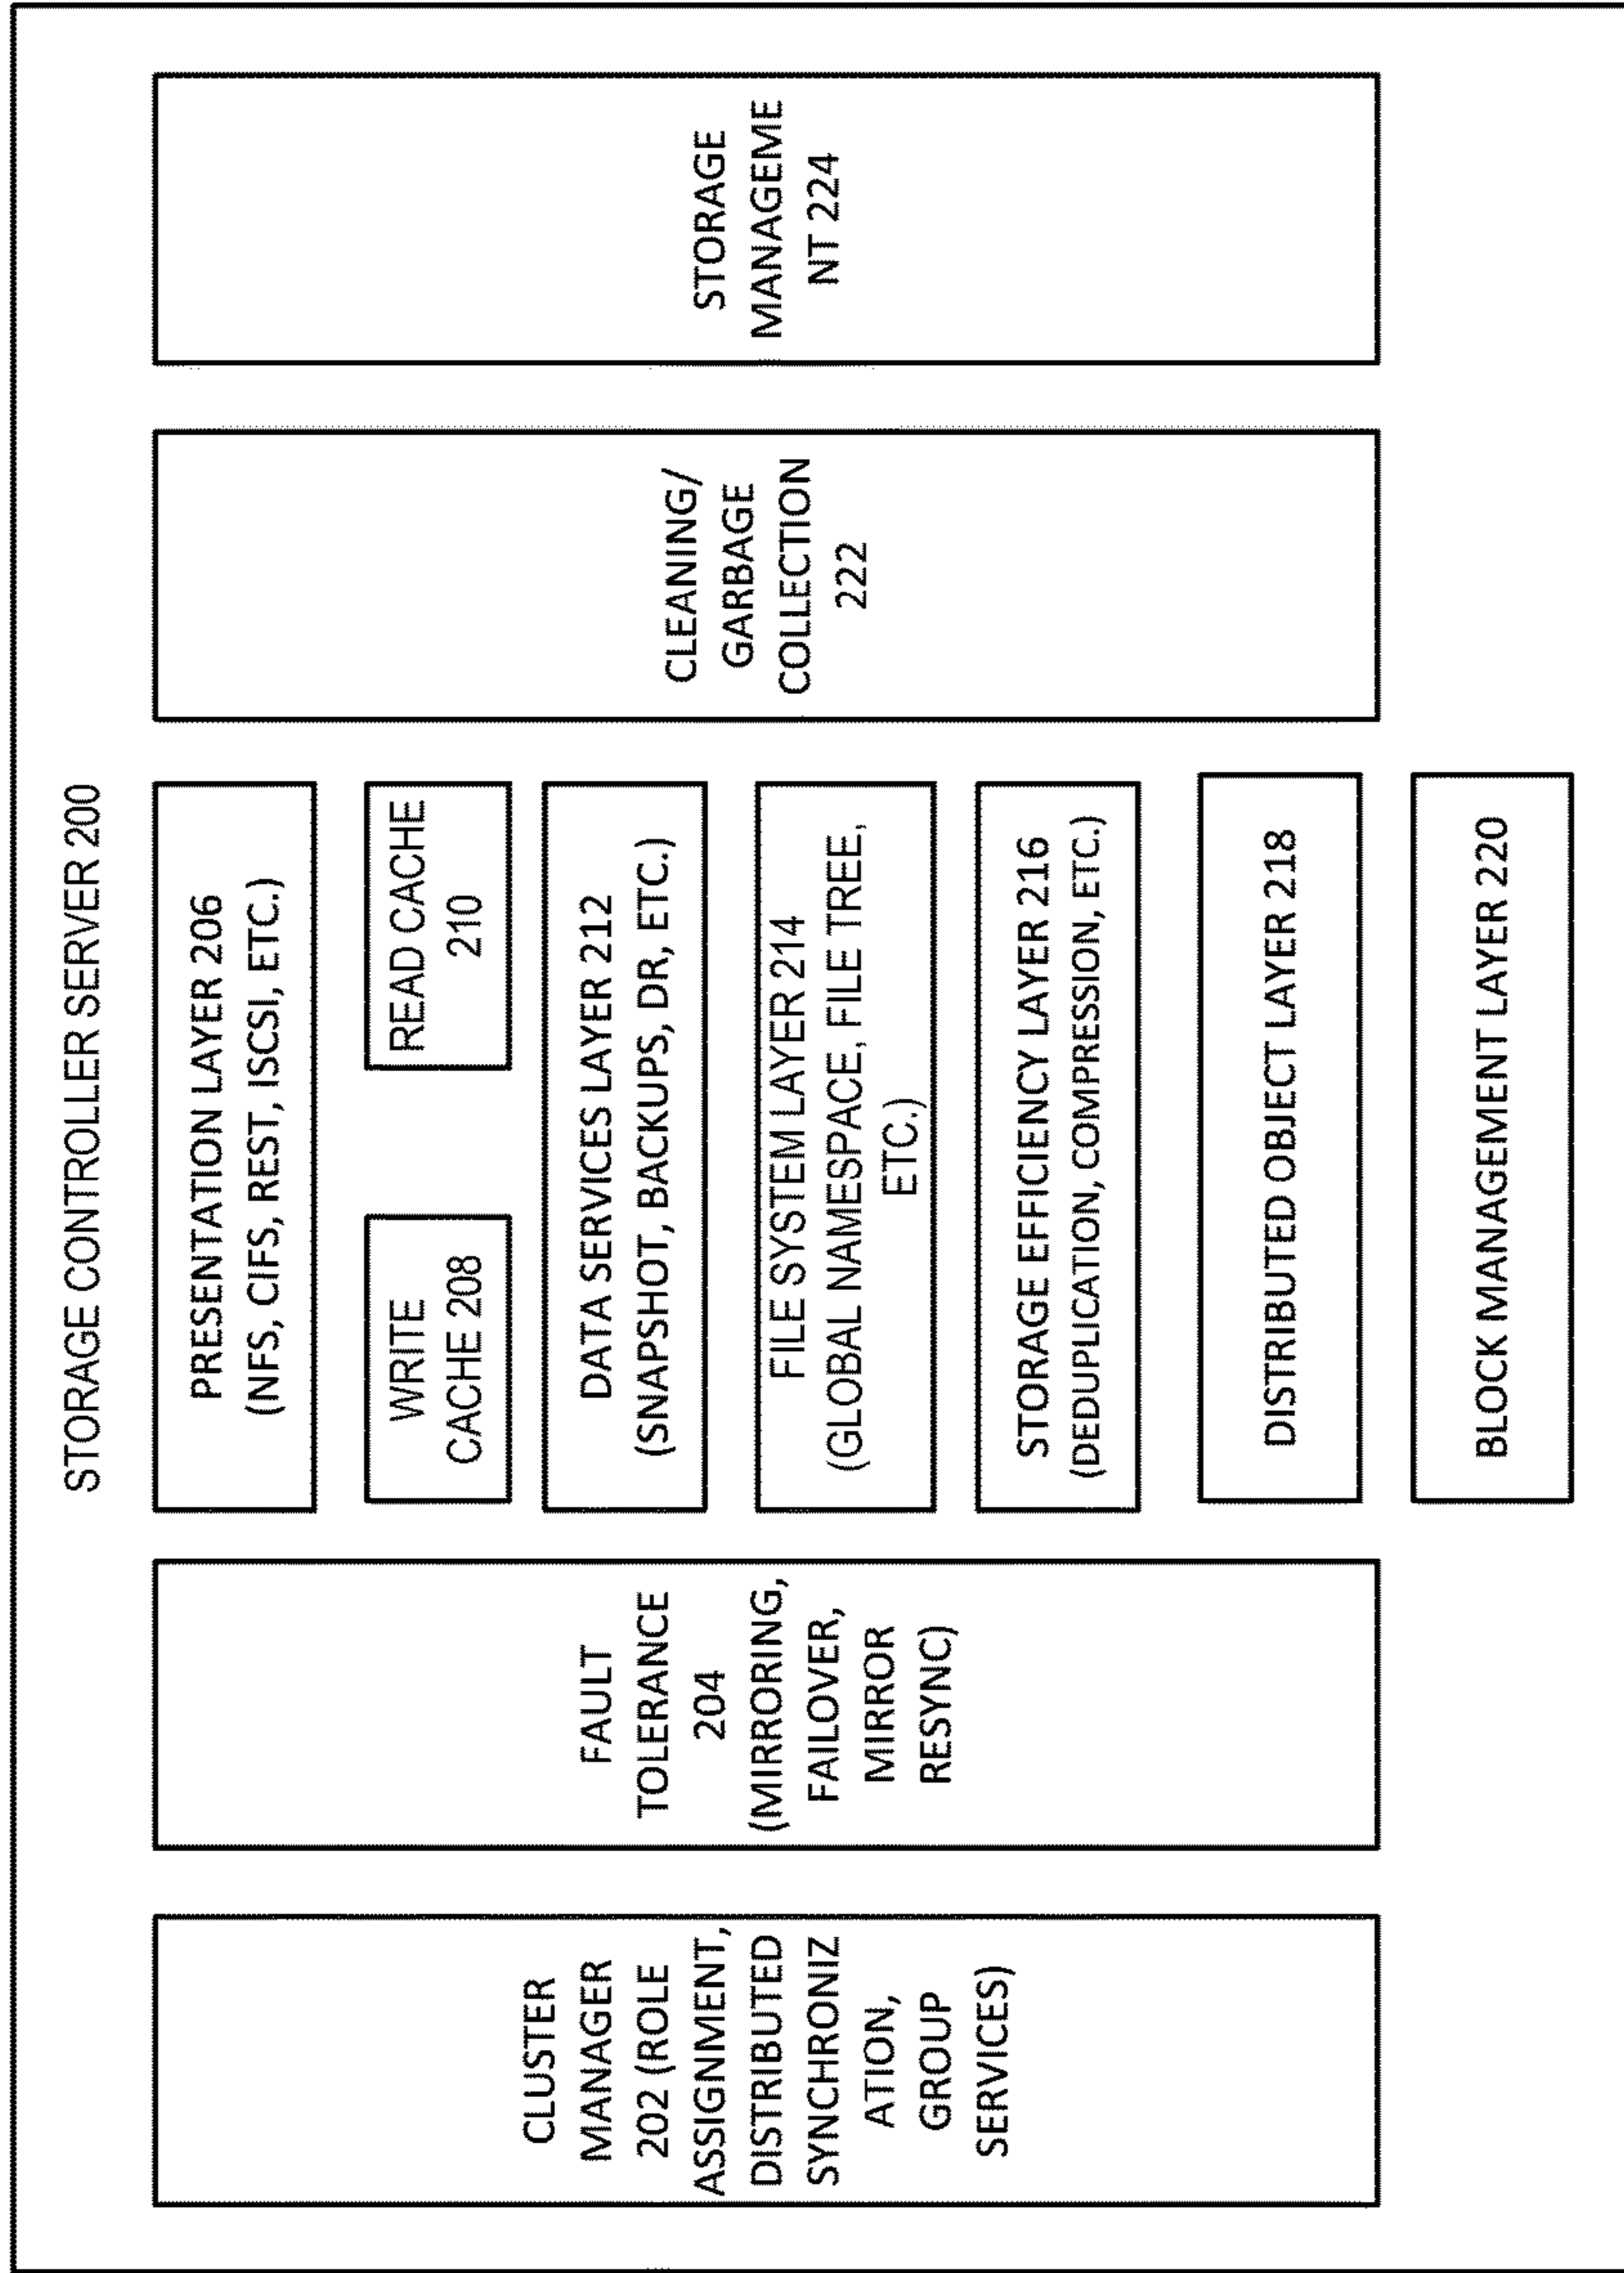 STORAGE CONTROLLER SERVER 200
CLUSTER
MANAGER
202 (ROLE
ASSIGNMENT,
DISTRIBUTED
SYNCHRONIZ
ATION,
GROUP
SERVICES)
FAULT
TOLERANCE
204
(MIRRORING,
FAILOVER,
MIRROR
RESYNC)
PRESENTATION LAYER 206
(NFS, CIFS, REST, ISCSI, ETC.)
WRITE
CACHE 208
READ CACHE
210
DATA SERVICES LAYER 212
(SNAPSHOT, BACKUPS, DR, ETC.)
FILE SYSTEM LAYER 214
(GLOBAL NAMESPACE, FILE TREE,
ETC.)
STORAGE EFFICIENCY LAYER 216
(DEDUPLICATION, COMPRESSION, ETC.)
DISTRIBUTED OBJECT LAYER 218
BLOCK MANAGEMENT LAYER 220
CLEANING/
GARBAGE
COLLECTION
222
STORAGE
MANAGEME
NT 224